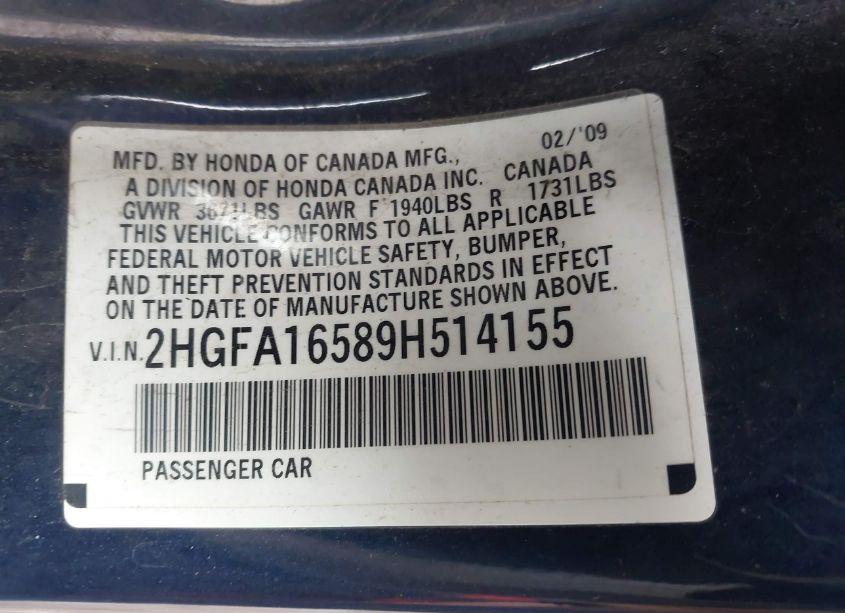 02/'09
MFD. BY HONDA OF CANADA MFG.,
A DIVISION OF HONDA CANADA INC. CANADA
GVWR 3671LBS GAWR F 1940LBS R 1731LBS
THIS VEHICLE CONFORMS TO ALL APPLICABLE
FEDERAL MOTOR VEHICLE SAFETY, BUMPER,
AND THEFT PREVENTION STANDARDS IN EFFECT
ON THE DATE OF MANUFACTURE SHOWN ABOVE.
V.I.N. 2HGFA16589H514155
PASSENGER CAR